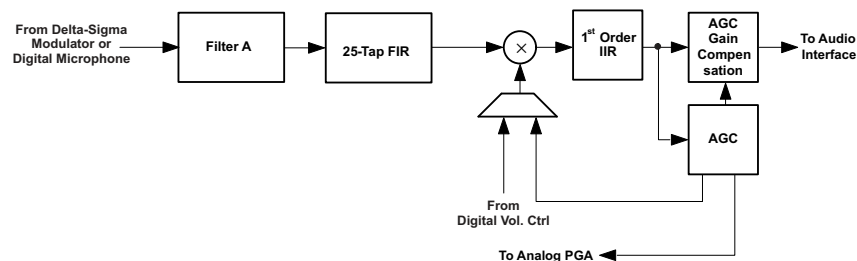 From Delta-Sigma
Modulator or
Digital Microphone
Filter A
25-Tap FIR
×
1st Order
IIR
AGC
Gain
Compen
sation
To Audio
Interface
AGC
From
Digital Vol. Ctrl
To Analog PGA